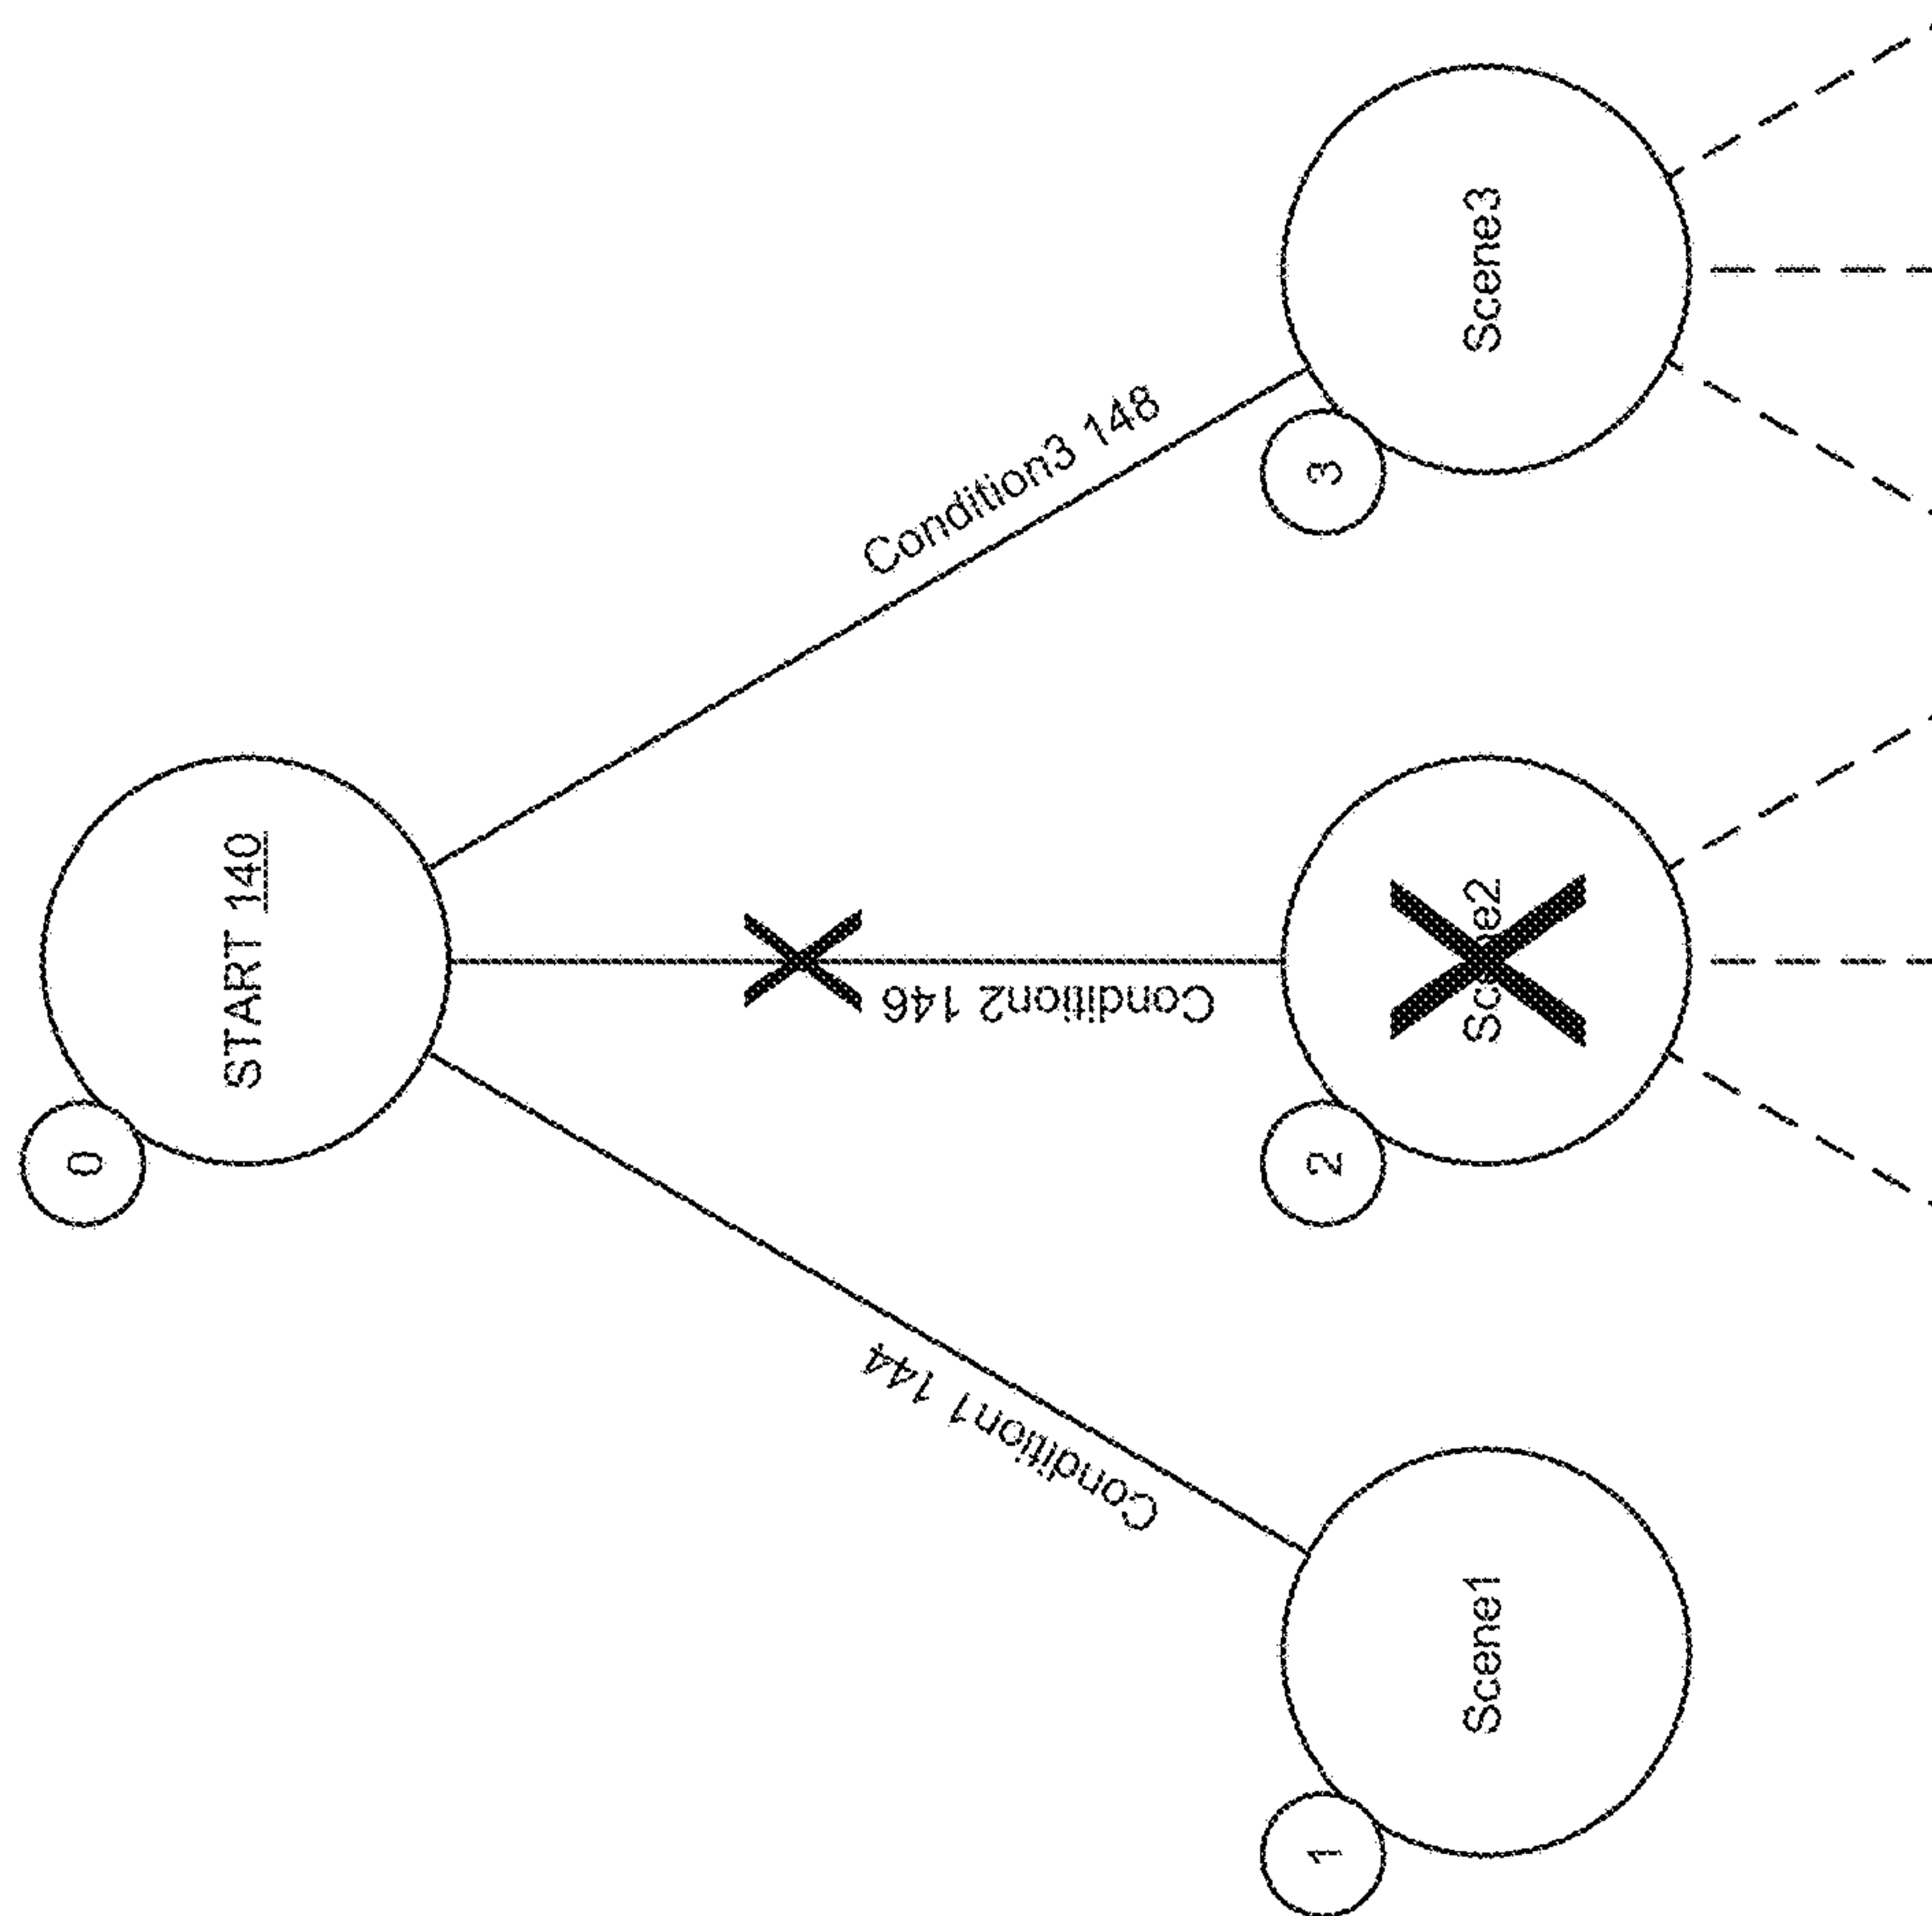 0
START 140
Condition1 144
Condition2 146
Condition3 148
1
Scene1
2
Scene2
3
Scene3